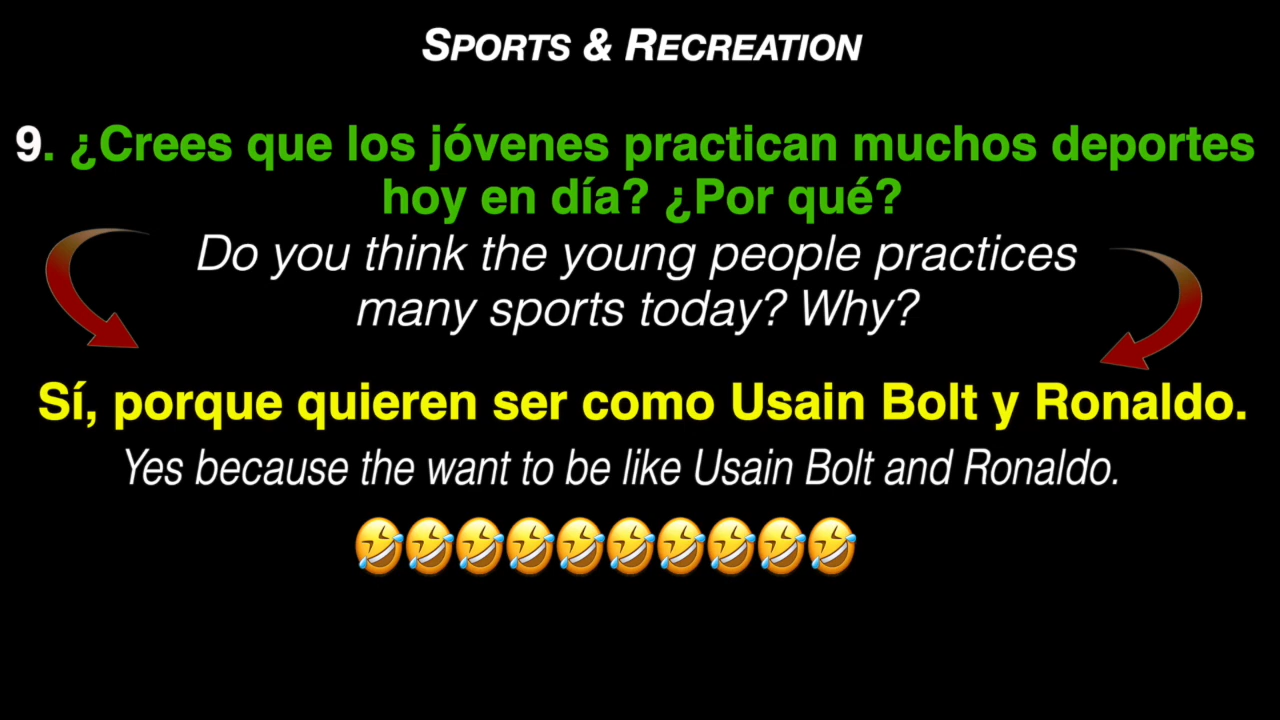 SPORTS & RECREATION
9. ¿Crees que los jóvenes practican muchos deportes
hoy en día? ¿Por qué?
Do you think the young people practices
many sports today? Why?
Sí, porque quieren ser como Usain Bolt y Ronaldo.
Yes because the want to be like Usain Bolt and Ronaldo.